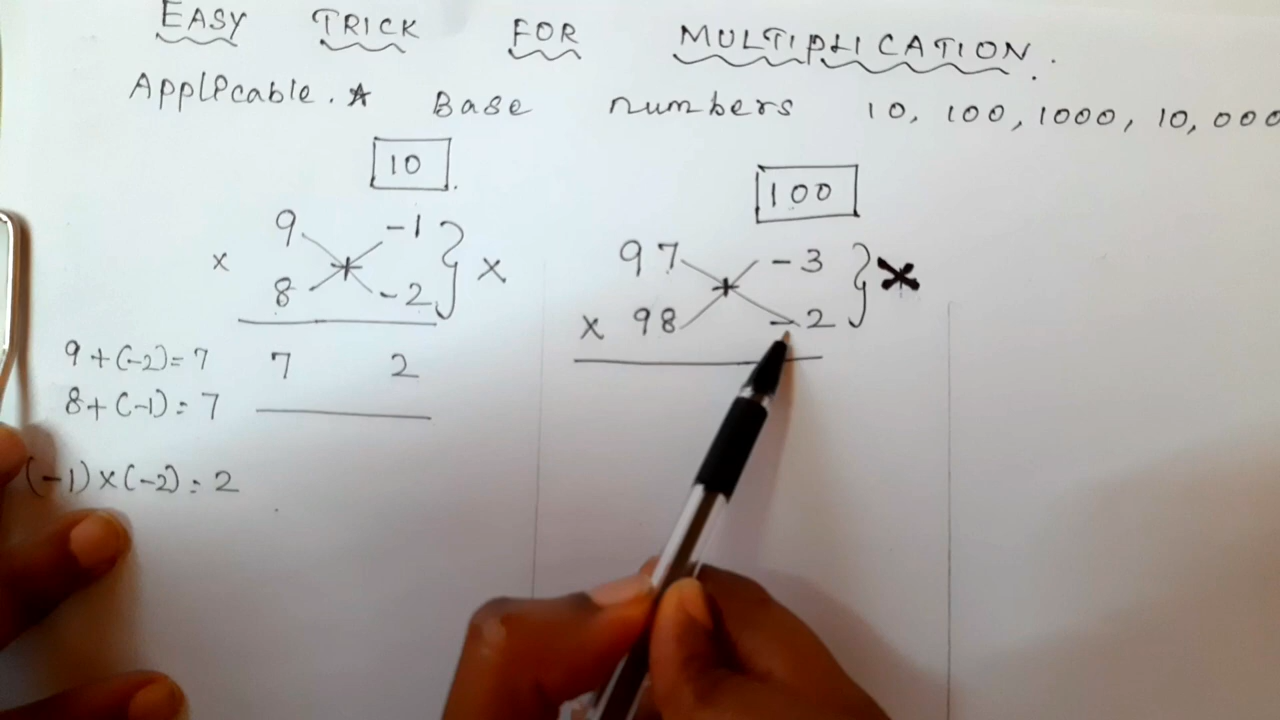 EASY TRICK FOR MULTIPLICATION.
Applicable. ☆ Base numbers 10, 100, 1000, 10,000
10
9 -1
x 8 -2 } x
7 2
9+(-2)=7
8+(-1)=7
(-1)x(-2)=2
100
97 -3
x 98 -2 } x